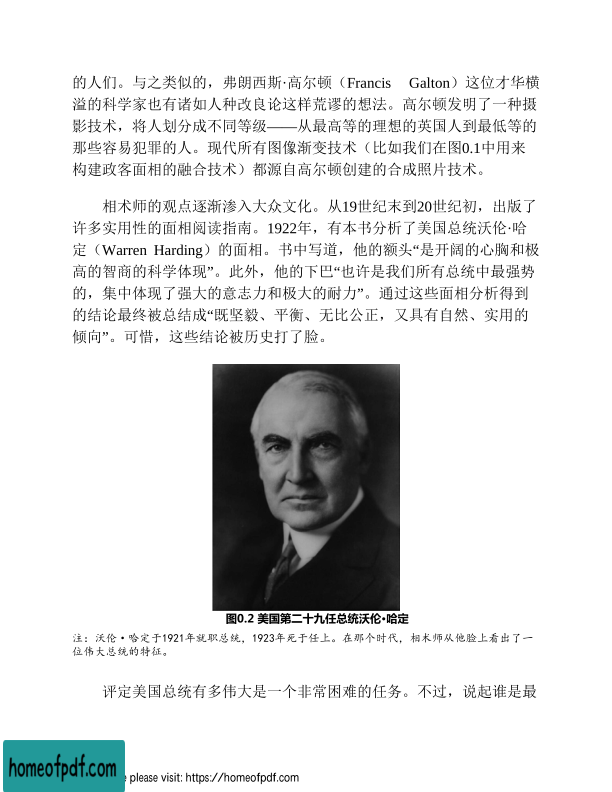 的人们。与之类似的，弗朗西斯·高尔顿（Francis Galton）这位才华横
溢的科学家也有诸如人种改良论这样荒谬的想法。高尔顿发明了一种摄
影技术，将人划分成不同等级——从最高等的理想的英国人到最低等的
那些容易犯罪的人。现代所有图像渐变技术（比如我们在图0.1中用来
构建政客面相的融合技术）都源自高尔顿创建的合成照片技术。
相术师的观点逐渐渗入大众文化。从19世纪末到20世纪初，出版了
许多实用性的面相阅读指南。1922年，有本书分析了美国总统沃伦·哈
定（Warren Harding）的面相。书中写道，他的额头“是开阔的心胸和极
高的智商的科学体现”。此外，他的下巴“也许是我们所有总统中最强势
的，集中体现了强大的意志力和极大的耐力”。通过这些面相分析得到
的结论最终被总结成“既坚毅、平衡、无比公正，又具有自然、实用的
倾向”。可惜，这些结论被历史打了脸。
图0.2 美国第二十九任总统沃伦•哈定
注：沃伦·哈定于1921年就职总统，1923年死于任上。在那个时代，相术师从他脸上看出了一
位伟大总统的特征。
评定美国总统有多伟大是一个非常困难的任务。不过，说起谁是最
homeofpdf.com
please visit: https://homeofpdf.com